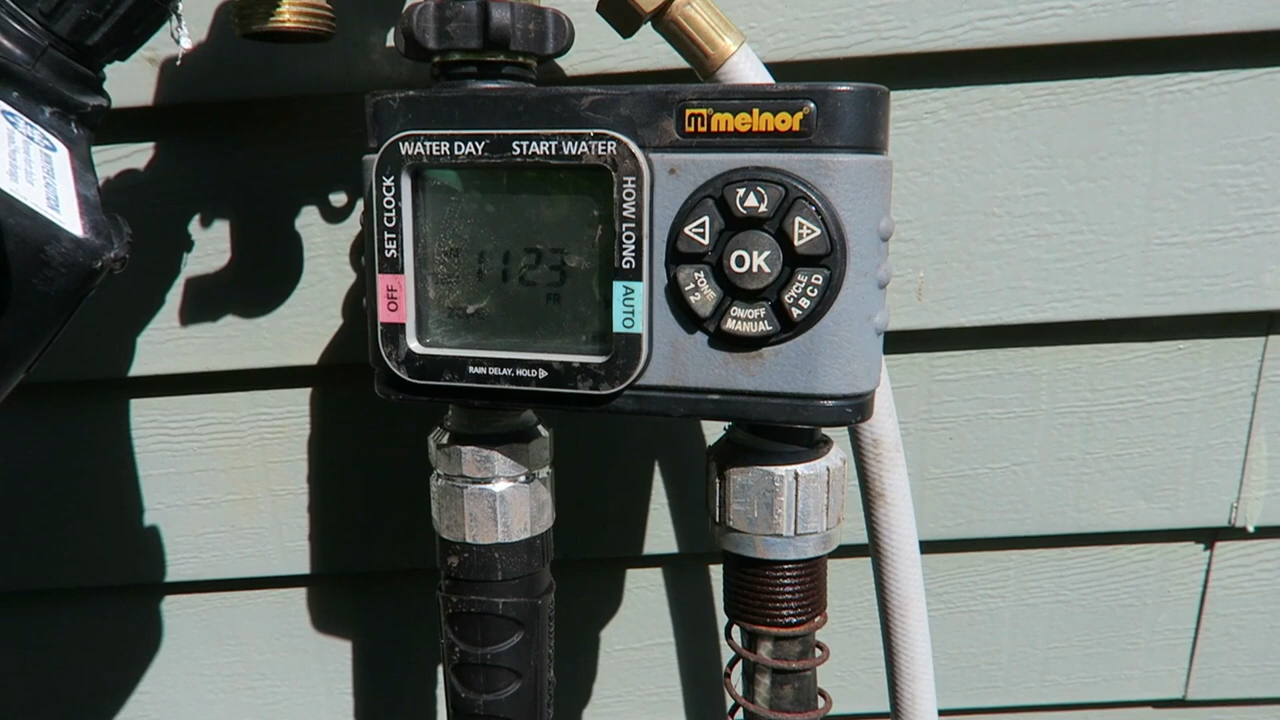 melnor
WATER DAY START WATER
SET CLOCK
HOW LONG
OFF
AUTO
1123
FR
RAIN DELAY, HOLD
OK
ZONE
1 2
ON/OFF
MANUAL
CYCLE
A B C D